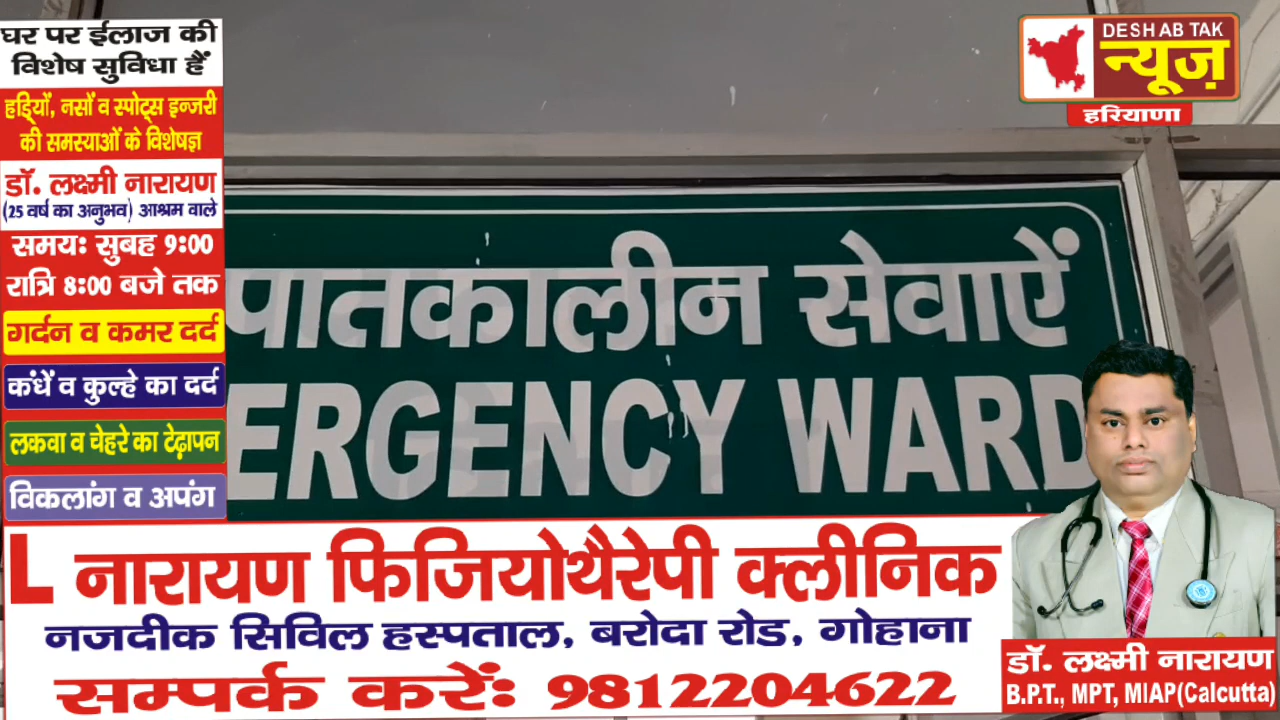 घर पर ईलाज की
विशेष सुविधा हैं
हड्डियों, नसों व स्पोट्स इन्जरी
की समस्याओं के विशेषज्ञ
डॉ. लक्ष्मी नारायण
(25 वर्ष का अनुभव) आश्रम वाले
समयः सुबह 9:00
रात्रि 8:00 बजे तक
गर्दन व कमर दर्द
कंधें व कुल्हे का दर्द
लकवा व चेहरे का टेढ़ापन
विकलांग व अपंग
DESH AB TAK
न्यूज़
हरियाणा
पातकालीन सेवाऐं
ERGENCY WARD
L नारायण फिजियोथैरेपी क्लीनिक
नजदीक सिविल हस्पताल, बरोदा रोड, गोहाना
सम्पर्क करेंः 9812204622
डॉ. लक्ष्मी नारायण
B.P.T., MPT, MIAP(Calcutta)